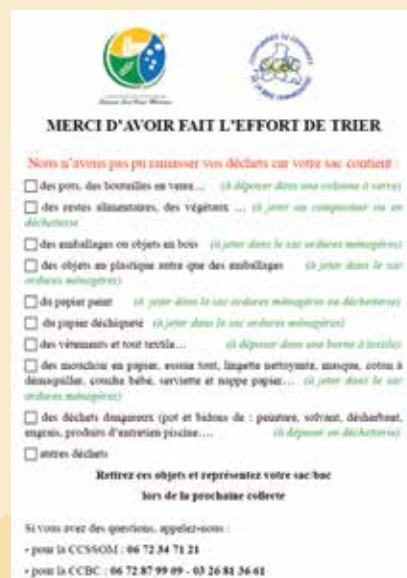 MERCI D'AVOIR FAIT L'EFFORT DE TRIER
Nous n'avons pas pu ramasser vos déchets car votre sac contient :
des pots, des bouteilles en verre… (à déposer dans une colonne à verre)
des restes alimentaires, des végétaux … (à jeter au composteur ou en
déchetterie
des emballages ou objets en bois (à jeter dans le sac ordures ménagères)
des objets en plastique autre que des emballages (à jeter dans le sac
ordures ménagères)
du papier peint (à jeter dans le sac ordures ménagères ou déchetterie)
du papier déchiqueté (à jeter dans le sac ordures ménagères)
des vêtements et tout textile… (à déposer dans une borne à textile)
des mouchoir en papier, essuie tout, lingette nettoyante, masque, coton à
démaquiller, couche bébé, serviette et nappe papier… (à jeter dans le sac
ordures ménagères)
des déchets dangereux (pot et bidons de : peinture, solvant, désherbant,
engrais, produits d'entretien piscine…. (à déposer en déchetterie)
autres déchets
Retirez ces objets et représentez votre sac/bac
lors de la prochaine collecte
Si vous avez des questions, appelez-nous :
- pour la CCSSOM : 06 72 34 71 21
- pour la CCBC : 06 72 87 99 09 - 03 26 81 36 61